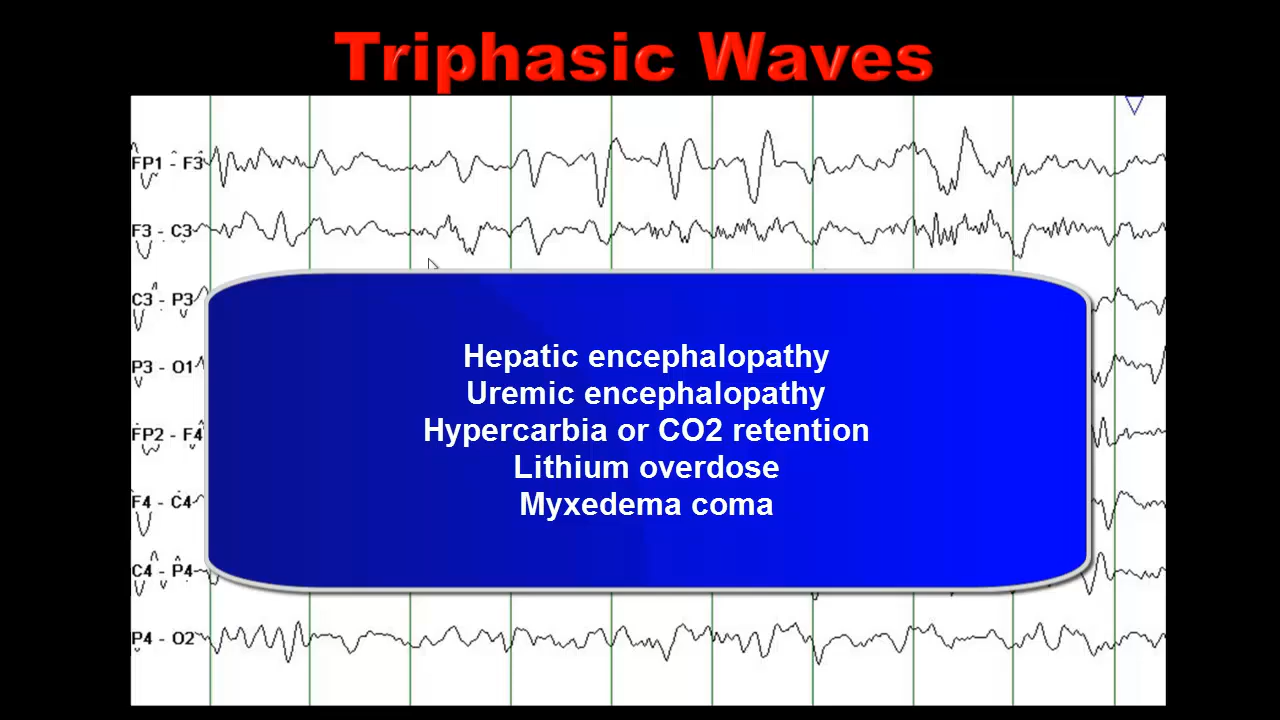 Triphasic Waves
FP1 - F3
F3 - C3
C3 - P3
P3 - O1
FP2 - F4
F4 - C4
C4 - P4
P4 - O2
Hepatic encephalopathy
Uremic encephalopathy
Hypercarbia or CO2 retention
Lithium overdose
Myxedema coma